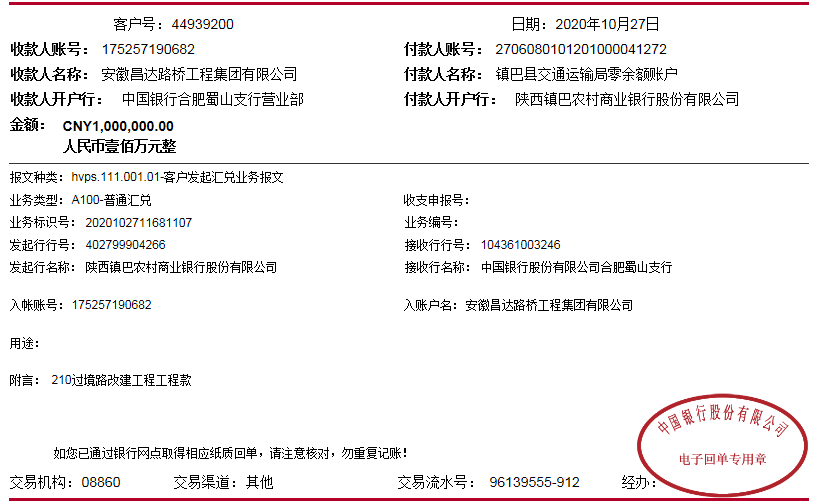 客户号：44939200 日期：2020年10月27日
收款人账号：175257190682 付款人账号：2706080101201000041272
收款人名称：安徽昌达路桥工程集团有限公司 付款人名称：镇巴县交通运输局零余额账户
收款人开户行：中国银行合肥蜀山支行营业部 付款人开户行：陕西镇巴农村商业银行股份有限公司
金额：CNY1,000,000.00
人民币壹佰万元整
报文种类：hvps.111.001.01-客户发起汇兑业务报文
业务类型：A100-普通汇兑 收支申报号：
业务标识号：2020102711681107 业务编号：
发起行行号：402799904266 接收行行号：104361003246
发起行名称：陕西镇巴农村商业银行股份有限公司 接收行名称：中国银行股份有限公司合肥蜀山支行
入帐账号：175257190682 入账户名：安徽昌达路桥工程集团有限公司
用途：
附言：210过境路改建工程工程款
中国银行股份有限公司
电子回单专用章
如您已通过银行网点取得相应纸质回单，请注意核对，勿重复记账！
交易机构：08860 交易渠道：其他 交易流水号：96139555-912 经办：